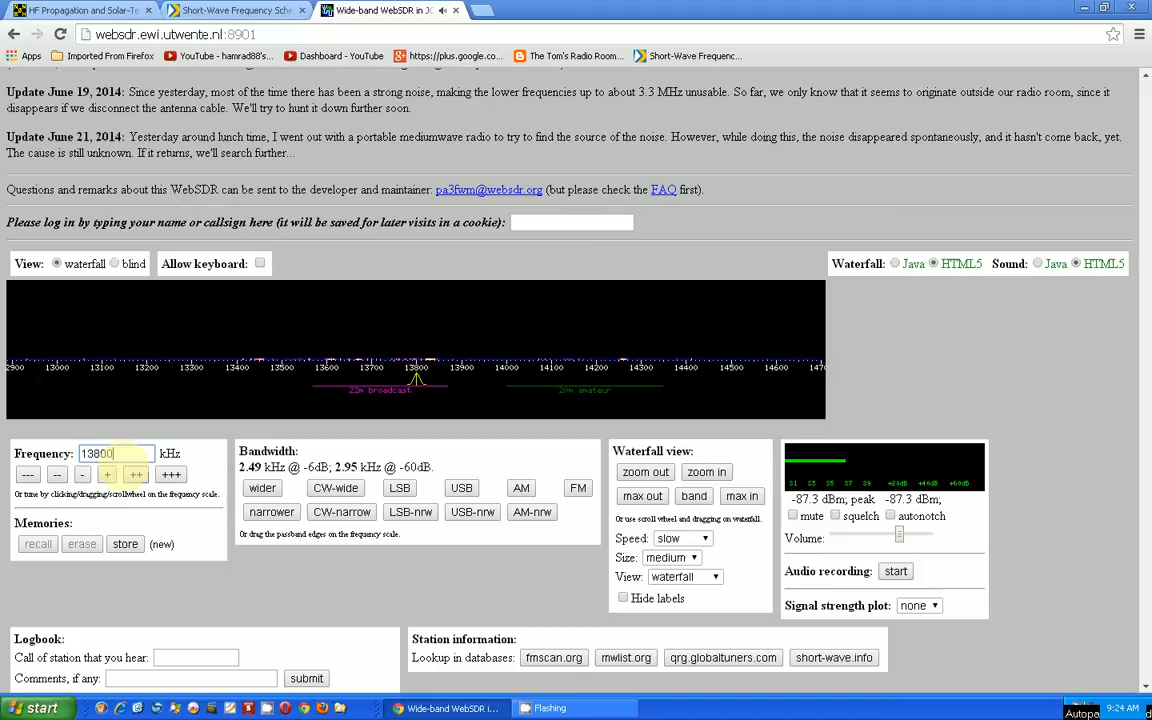 HF Propagation and Solar-Te
Short-Wave Frequency Sche
Wide-band WebSDR in JO
websdr.ewi.utwente.nl:8901
Apps
Imported From Firefox
YouTube - hamrad88's...
Dashboard - YouTube
https://plus.google.co...
The Tom's Radio Room...
Short-Wave Frequenc...
Update June 19, 2014: Since yesterday, most of the time there has been a strong noise, making the lower frequencies up to about 3.3 MHz unusable. So far, we only know that it seems to originate outside our radio room, since it
disappears if we disconnect the antenna cable. We'll try to hunt it down further soon.
Update June 21, 2014: Yesterday around lunch time, I went out with a portable mediumwave radio to try to find the source of the noise. However, while doing this, the noise disappeared spontaneously, and it hasn't come back, yet.
The cause is still unknown. If it returns, we'll search further...
Questions and remarks about this WebSDR can be sent to the developer and maintainer: pa3fwm@websdr.org (but please check the FAQ first).
Please log in by typing your name or callsign here (it will be saved for later visits in a cookie):
View: waterfall blind
Allow keyboard:
Waterfall: Java HTML5 Sound: Java HTML5
2900 13000 13100 13200 13300 13400 13500 13600 13700 13800 13900 14000 14100 14200 14300 14400 14500 14600 1470
22m broadcast
20m amateur
Frequency: 13800 kHz
--- -- - + ++ +++
Or tune by clicking/dragging/scrollwheel on the frequency scale.
Memories:
recall erase store (new)
Bandwidth:
2.49 kHz @ -6dB; 2.95 kHz @ -60dB.
wider CW-wide LSB USB AM FM
narrower CW-narrow LSB-nrw USB-nrw AM-nrw
Or drag the passband edges on the frequency scale.
Waterfall view:
zoom out zoom in
max out band max in
Or use scroll wheel and dragging on waterfall.
Speed: slow
Size: medium
View: waterfall
Hide labels
S1 S3 S5 S7 S9 +20dB +40dB +60dB
-87.3 dBm; peak -87.3 dBm;
mute squelch autonotch
Volume:
Audio recording: start
Signal strength plot: none
Logbook:
Call of station that you hear:
Comments, if any: submit
Station information:
Lookup in databases: fmscan.org mwlist.org qrg.globaltuners.com short-wave.info
start
Wide-band WebSDR i...
Flashing
9:24 AM
Autopa